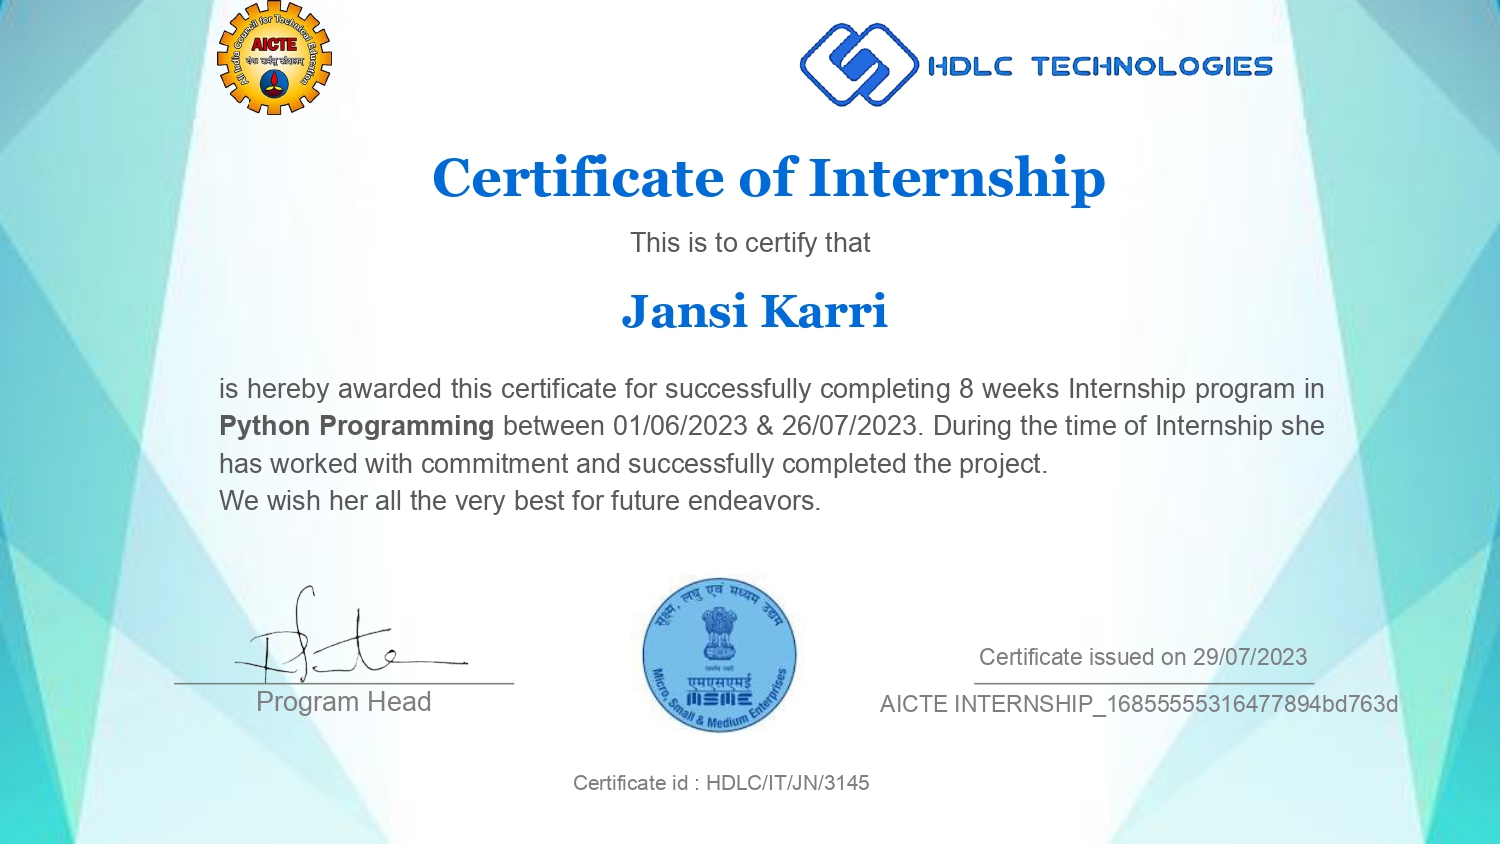 All India Council for Technical Education
AICTE
HDLC TECHNOLOGIES
Certificate of Internship
This is to certify that
Jansi Karri
is hereby awarded this certificate for successfully completing 8 weeks Internship program in
Python Programming between 01/06/2023 & 26/07/2023. During the time of Internship she
has worked with commitment and successfully completed the project.
We wish her all the very best for future endeavors.
सूक्ष्म, लघु एवं मध्यम उद्यम
एमएसएमई
MSME
Micro, Small & Medium Enterprises
Program Head
Certificate issued on 29/07/2023
AICTE INTERNSHIP_16855555316477894bd763d
Certificate id : HDLC/IT/JN/3145